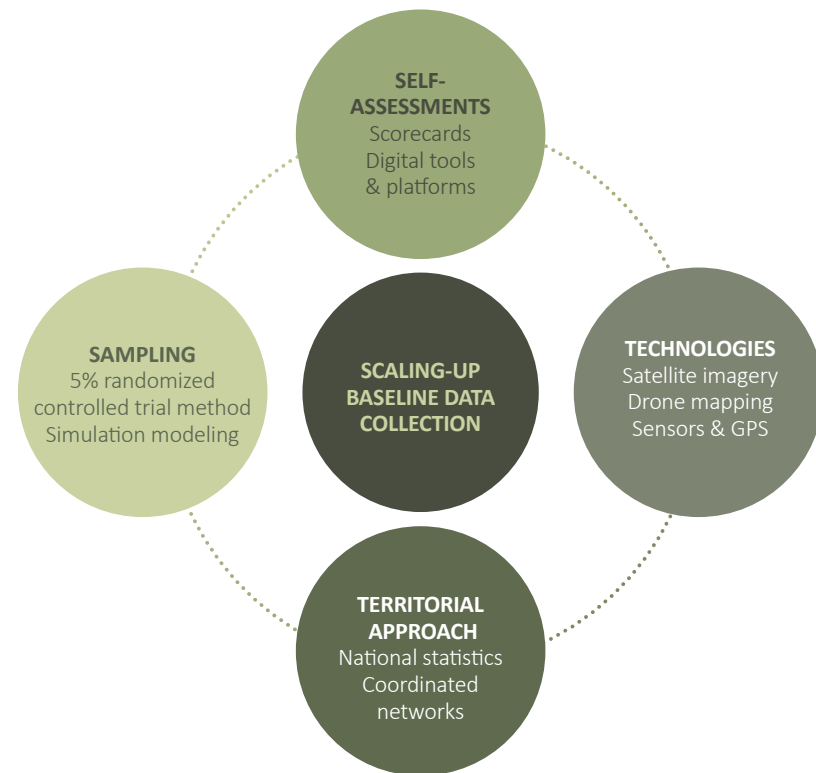 SELF-
ASSESSMENTS
Scorecards
Digital tools
& platforms
SAMPLING
5% randomized
controlled trial method
Simulation modeling
SCALING-UP
BASELINE DATA
COLLECTION
TECHNOLOGIES
Satellite imagery
Drone mapping
Sensors & GPS
TERRITORIAL
APPROACH
National statistics
Coordinated
networks